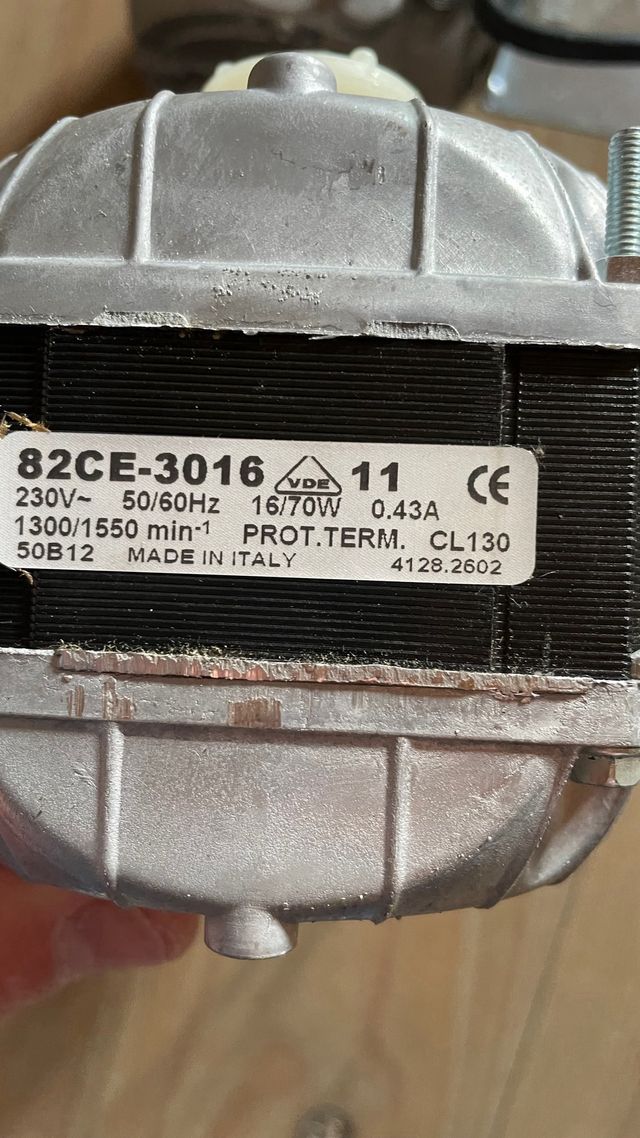 82CE-3016 VDE 11 CE
230V~ 50/60Hz 16/70W 0.43A
1300/1550 min-1 PROT.TERM. CL130
50B12 MADE IN ITALY 4128.2602